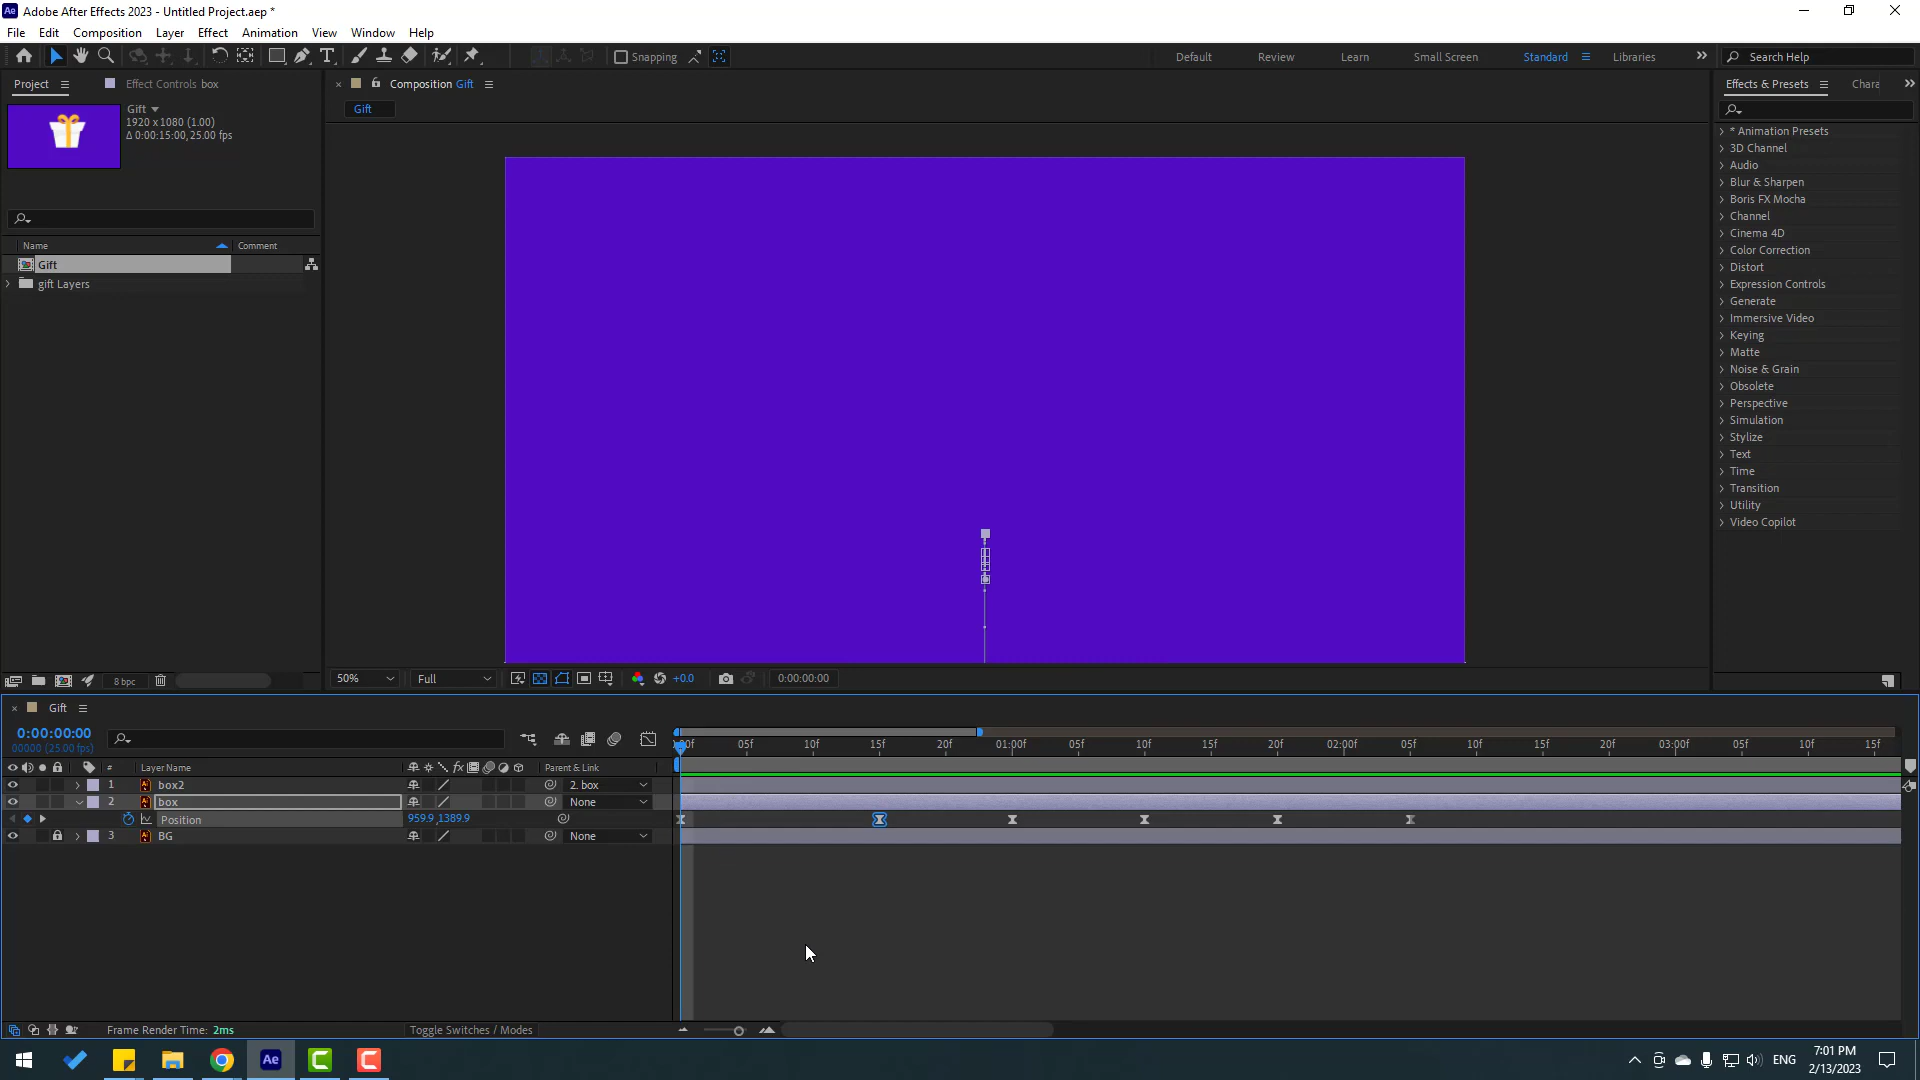 Adobe After Effects 2023 - Untitled Project.aep *
File Edit Composition Layer Effect Animation View Window Help
Snapping
Default Review Learn Small Screen Standard Libraries
Search Help
Project
Effect Controls box
Composition Gift
Effects & Presets
Chara
Gift
1920 x 1080 (1.00)
Δ 0:00:15:00, 25.00 fps
Gift
Name Comment
Gift
gift Layers
* Animation Presets
3D Channel
Audio
Blur & Sharpen
Boris FX Mocha
Channel
Cinema 4D
Color Correction
Distort
Expression Controls
Generate
Immersive Video
Keying
Matte
Noise & Grain
Obsolete
Perspective
Simulation
Stylize
Text
Time
Transition
Utility
Video Copilot
8 bpc
50% Full +0.0 0:00:00:00
Gift
0:00:00:00
00000 (25.00 fps)
:00f 05f 10f 15f 20f 01:00f 05f 10f 15f 20f 02:00f 05f 10f 15f 20f 03:00f 05f 10f 15f
# Layer Name fx Parent & Link
1 box2 2. box
2 box None
Position 959.9,1389.9
3 BG None
Frame Render Time: 2ms
Toggle Switches / Modes
Ae
ENG
7:01 PM
2/13/2023